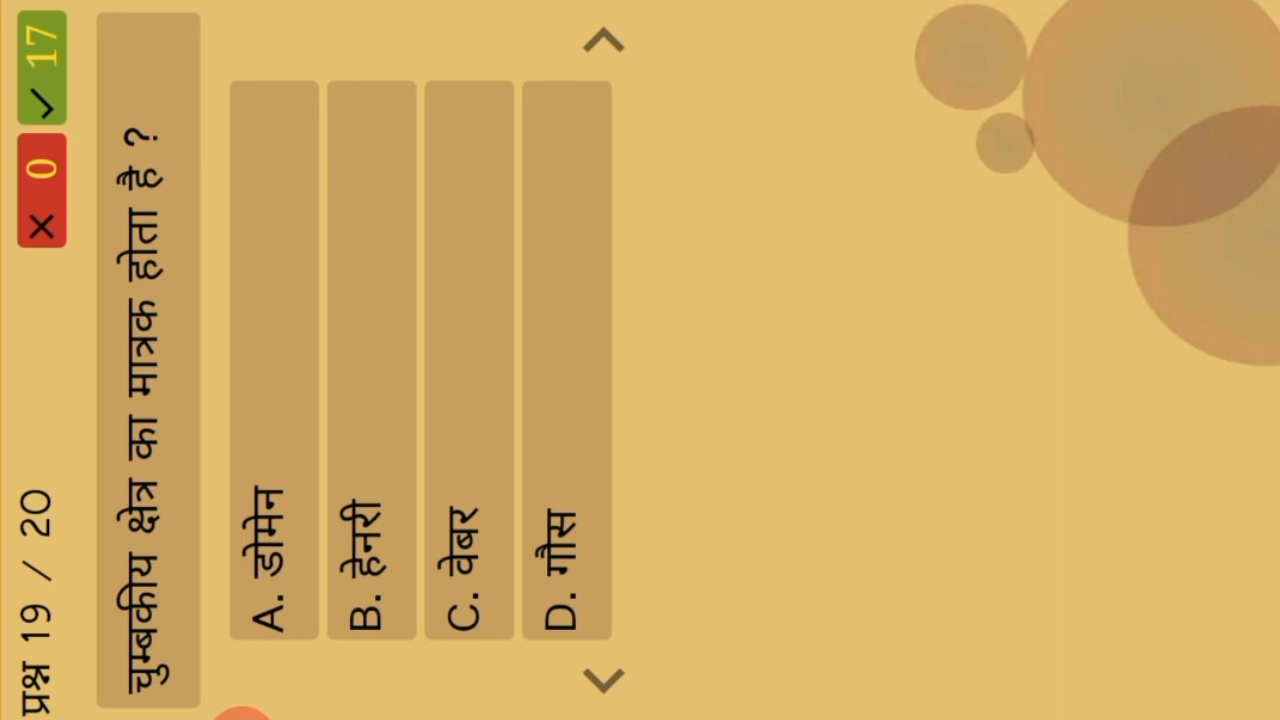 प्रश्न 19 / 20
× 0 ✓ 17
चुम्बकीय क्षेत्र का मात्रक होता है ?
A. डोमेन
B. हेनरी
C. वेबर
D. गौस